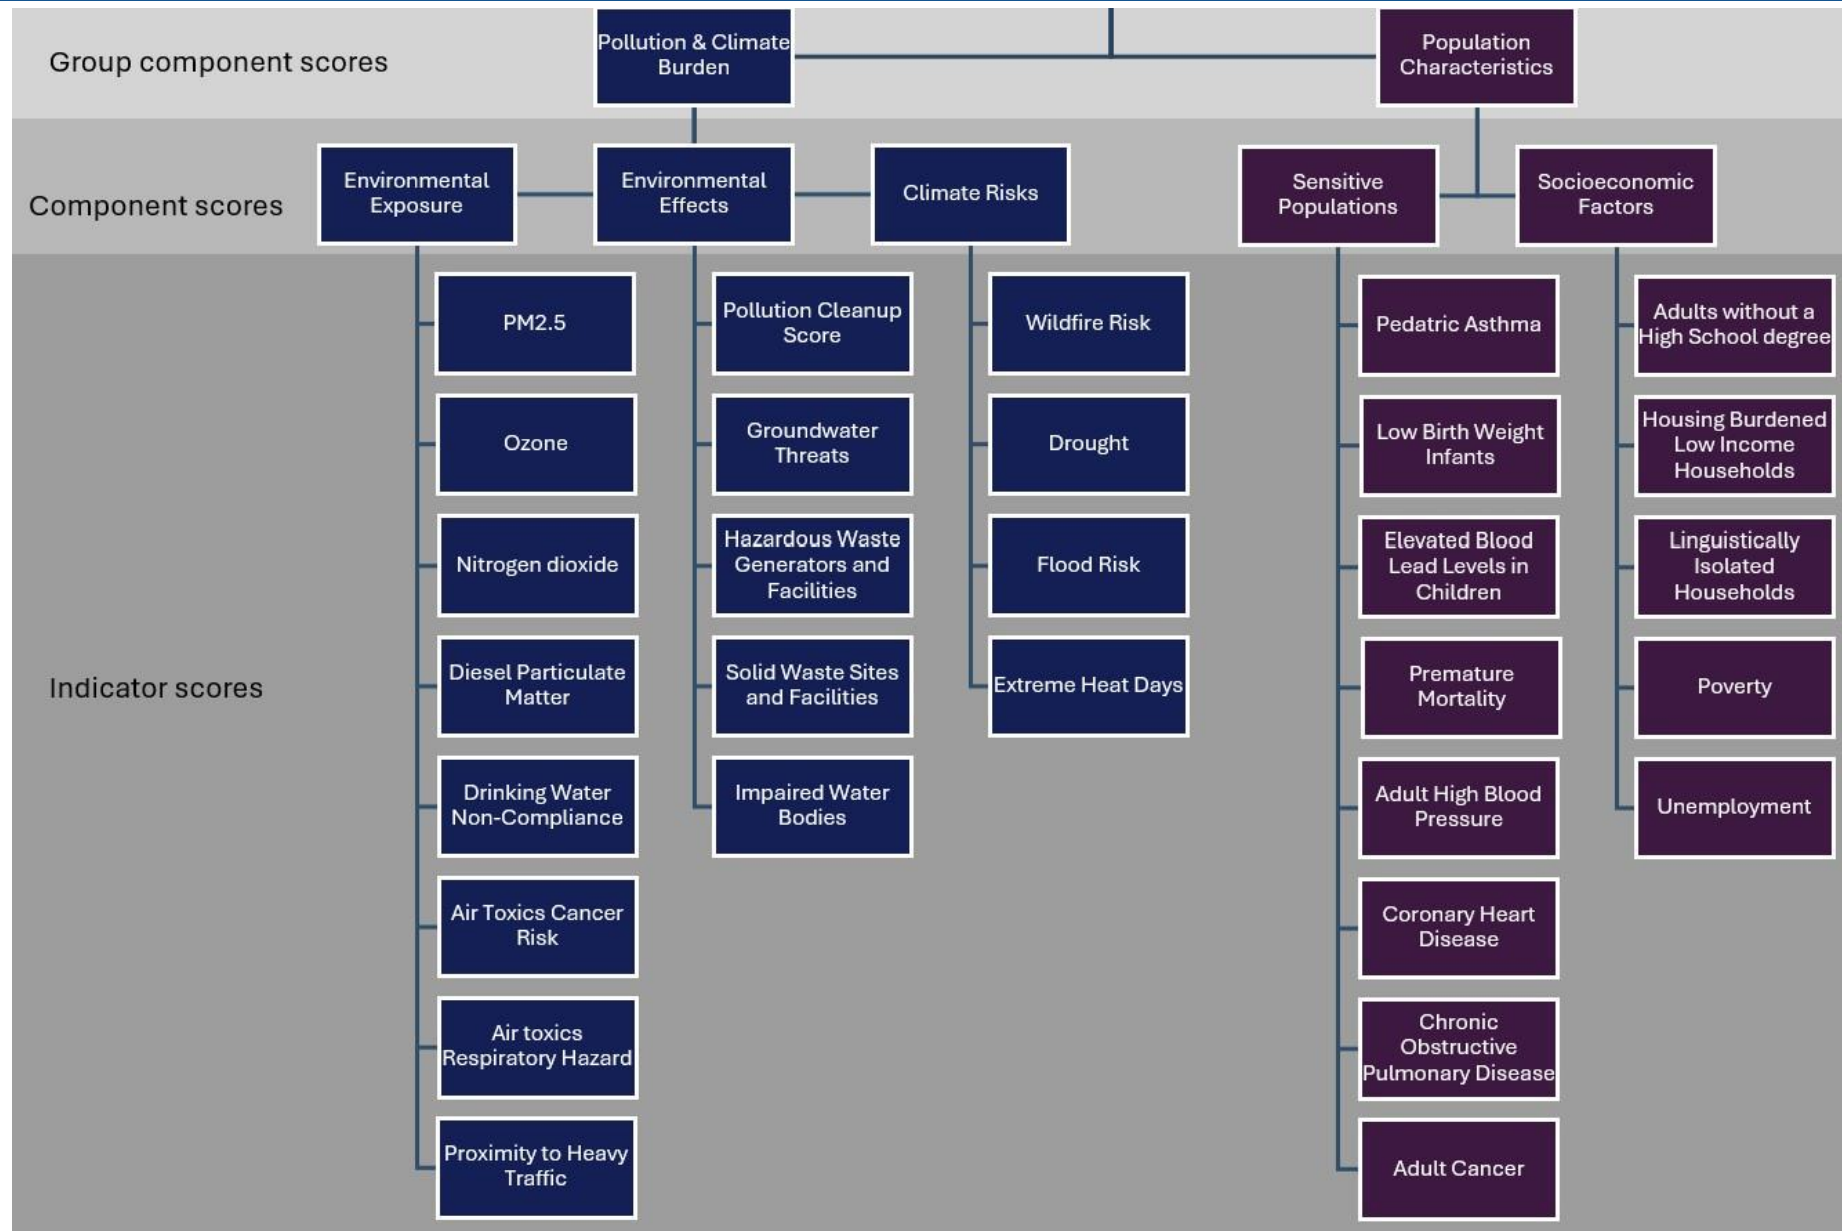 Group component scores
Pollution & Climate
Burden
Population
Characteristics
Component scores
Environmental
Exposure
Environmental
Effects
Climate Risks
Sensitive
Populations
Socioeconomic
Factors
Indicator scores
PM2.5
Ozone
Nitrogen dioxide
Diesel Particulate
Matter
Drinking Water
Non-Compliance
Air Toxics Cancer
Risk
Air toxics
Respiratory Hazard
Proximity to Heavy
Traffic
Pollution Cleanup
Score
Groundwater
Threats
Hazardous Waste
Generators and
Facilities
Solid Waste Sites
and Facilities
Impaired Water
Bodies
Wildfire Risk
Drought
Flood Risk
Extreme Heat Days
Pedatric Asthma
Low Birth Weight
Infants
Elevated Blood
Lead Levels in
Children
Premature
Mortality
Adult High Blood
Pressure
Coronary Heart
Disease
Chronic
Obstructive
Pulmonary Disease
Adult Cancer
Adults without a
High School degree
Housing Burdened
Low Income
Households
Linguistically
Isolated
Households
Poverty
Unemployment